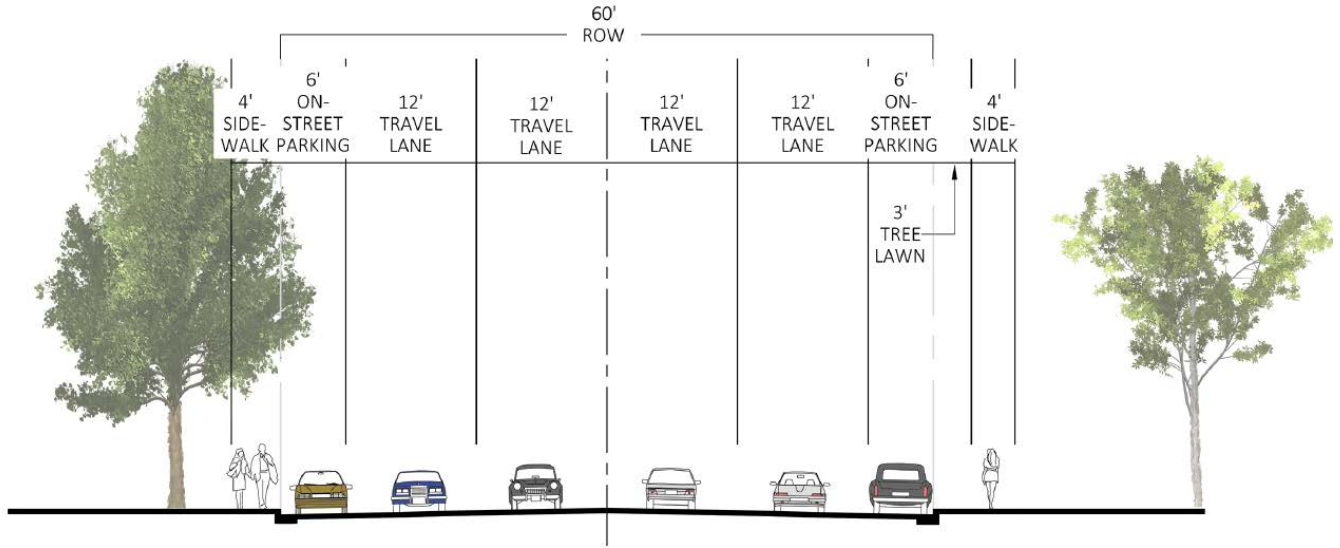 60'
ROW
4'
SIDE-
WALK
6'
ON-
STREET
PARKING
12'
TRAVEL
LANE
12'
TRAVEL
LANE
12'
TRAVEL
LANE
12'
TRAVEL
LANE
6'
ON-
STREET
PARKING
4'
SIDE-
WALK
3'
TREE
LAWN